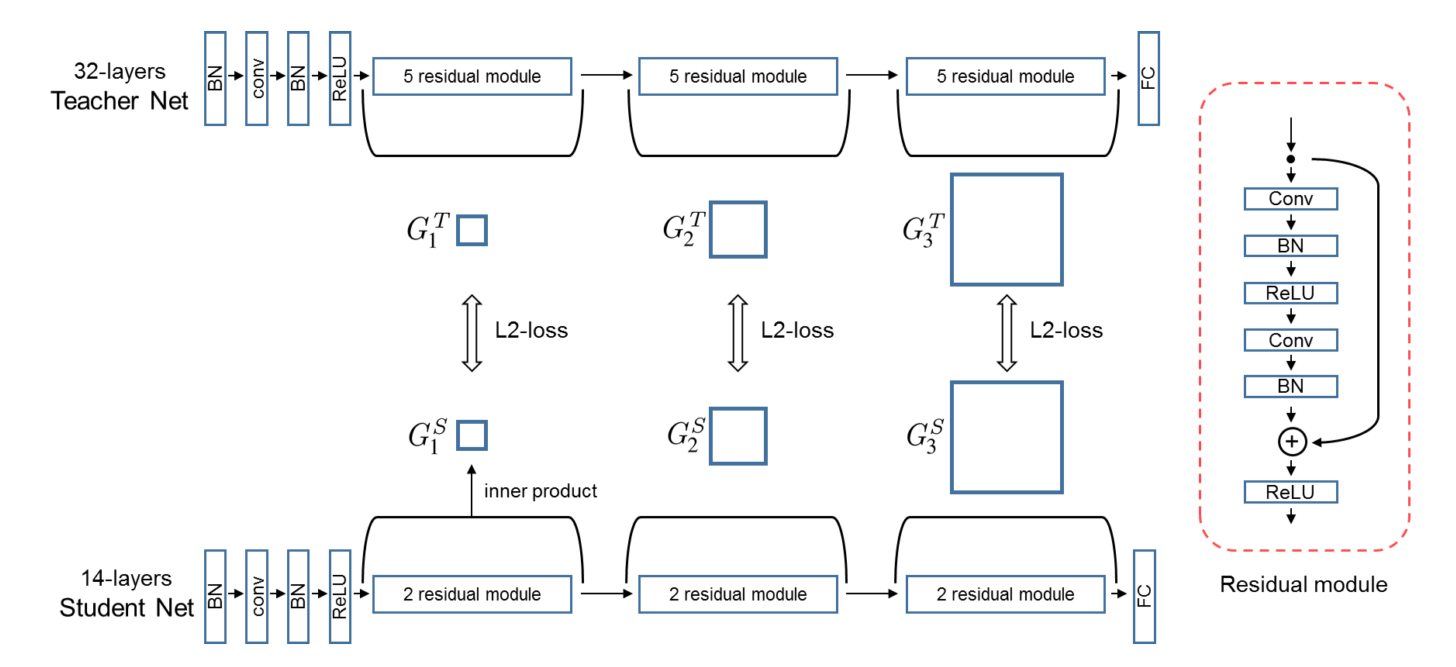 32-layers
Teacher Net
BN
conv
BN
ReLU
5 residual module
5 residual module
5 residual module
FC
G_1^T
G_2^T
G_3^T
L2-loss
L2-loss
L2-loss
G_1^S
G_2^S
G_3^S
inner product
14-layers
Student Net
BN
conv
BN
ReLU
2 residual module
2 residual module
2 residual module
FC
Conv
BN
ReLU
Conv
BN
+
ReLU
Residual module